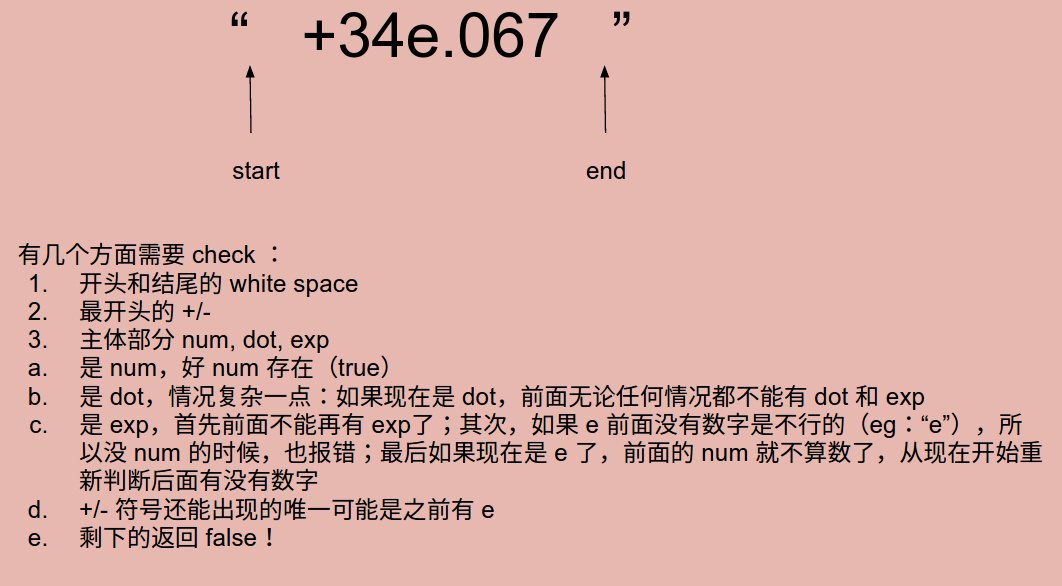 “ +34e.067 ”
start end
有几个方面需要 check ：
1. 开头和结尾的 white space
2. 最开头的 +/-
3. 主体部分 num, dot, exp
a. 是 num，好 num 存在（true）
b. 是 dot，情况复杂一点：如果现在是 dot，前面无论任何情况都不能有 dot 和 exp
c. 是 exp，首先前面不能再有 exp了；其次，如果 e 前面没有数字是不行的（eg：“e”），所
以没 num 的时候，也报错；最后如果现在是 e 了，前面的 num 就不算数了，从现在开始重
新判断后面有没有数字
d. +/- 符号还能出现的唯一可能是之前有 e
e. 剩下的返回 false！